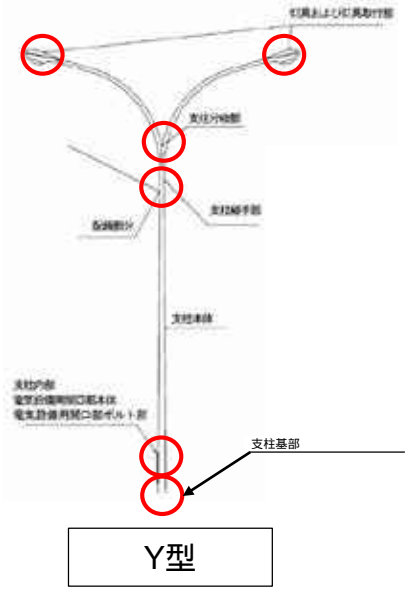 灯具および灯具取付部
支柱分岐部
支柱継手部
配線部分
支柱本体
支柱内部
電気設備用開口部本体
電気設備用開口部ボルト部
支柱基部
Y型